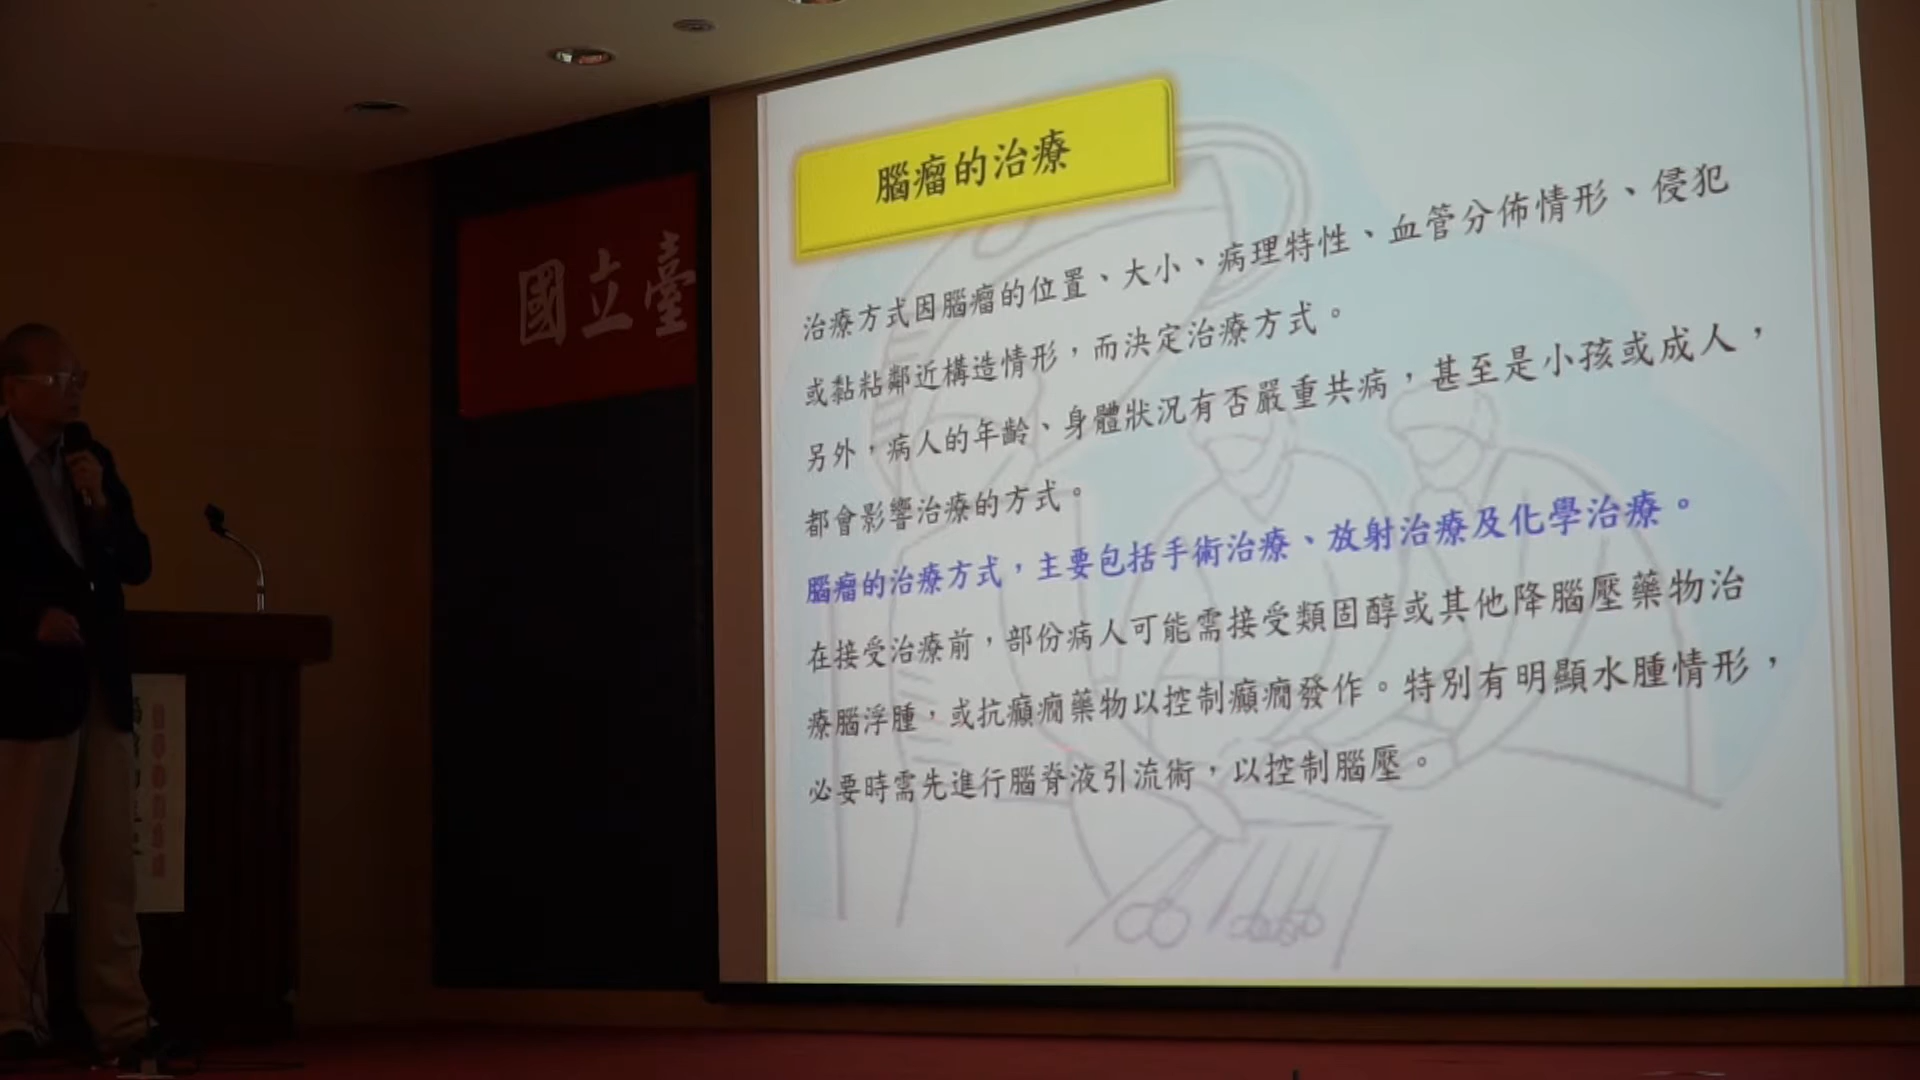 國立臺
腦瘤的治療
治療方式因腦瘤的位置、大小、病理特性、血管分佈情形、侵犯
或黏粘鄰近構造情形，而決定治療方式。
另外，病人的年齡、身體狀況有否嚴重共病，甚至是小孩或成人，
都會影響治療的方式。
腦瘤的治療方式，主要包括手術治療、放射治療及化學治療。
在接受治療前，部份病人可能需接受類固醇或其他降腦壓藥物治
療腦浮腫，或抗癲癇藥物以控制癲癇發作。特別有明顯水腫情形，
必要時需先進行腦脊液引流術，以控制腦壓。